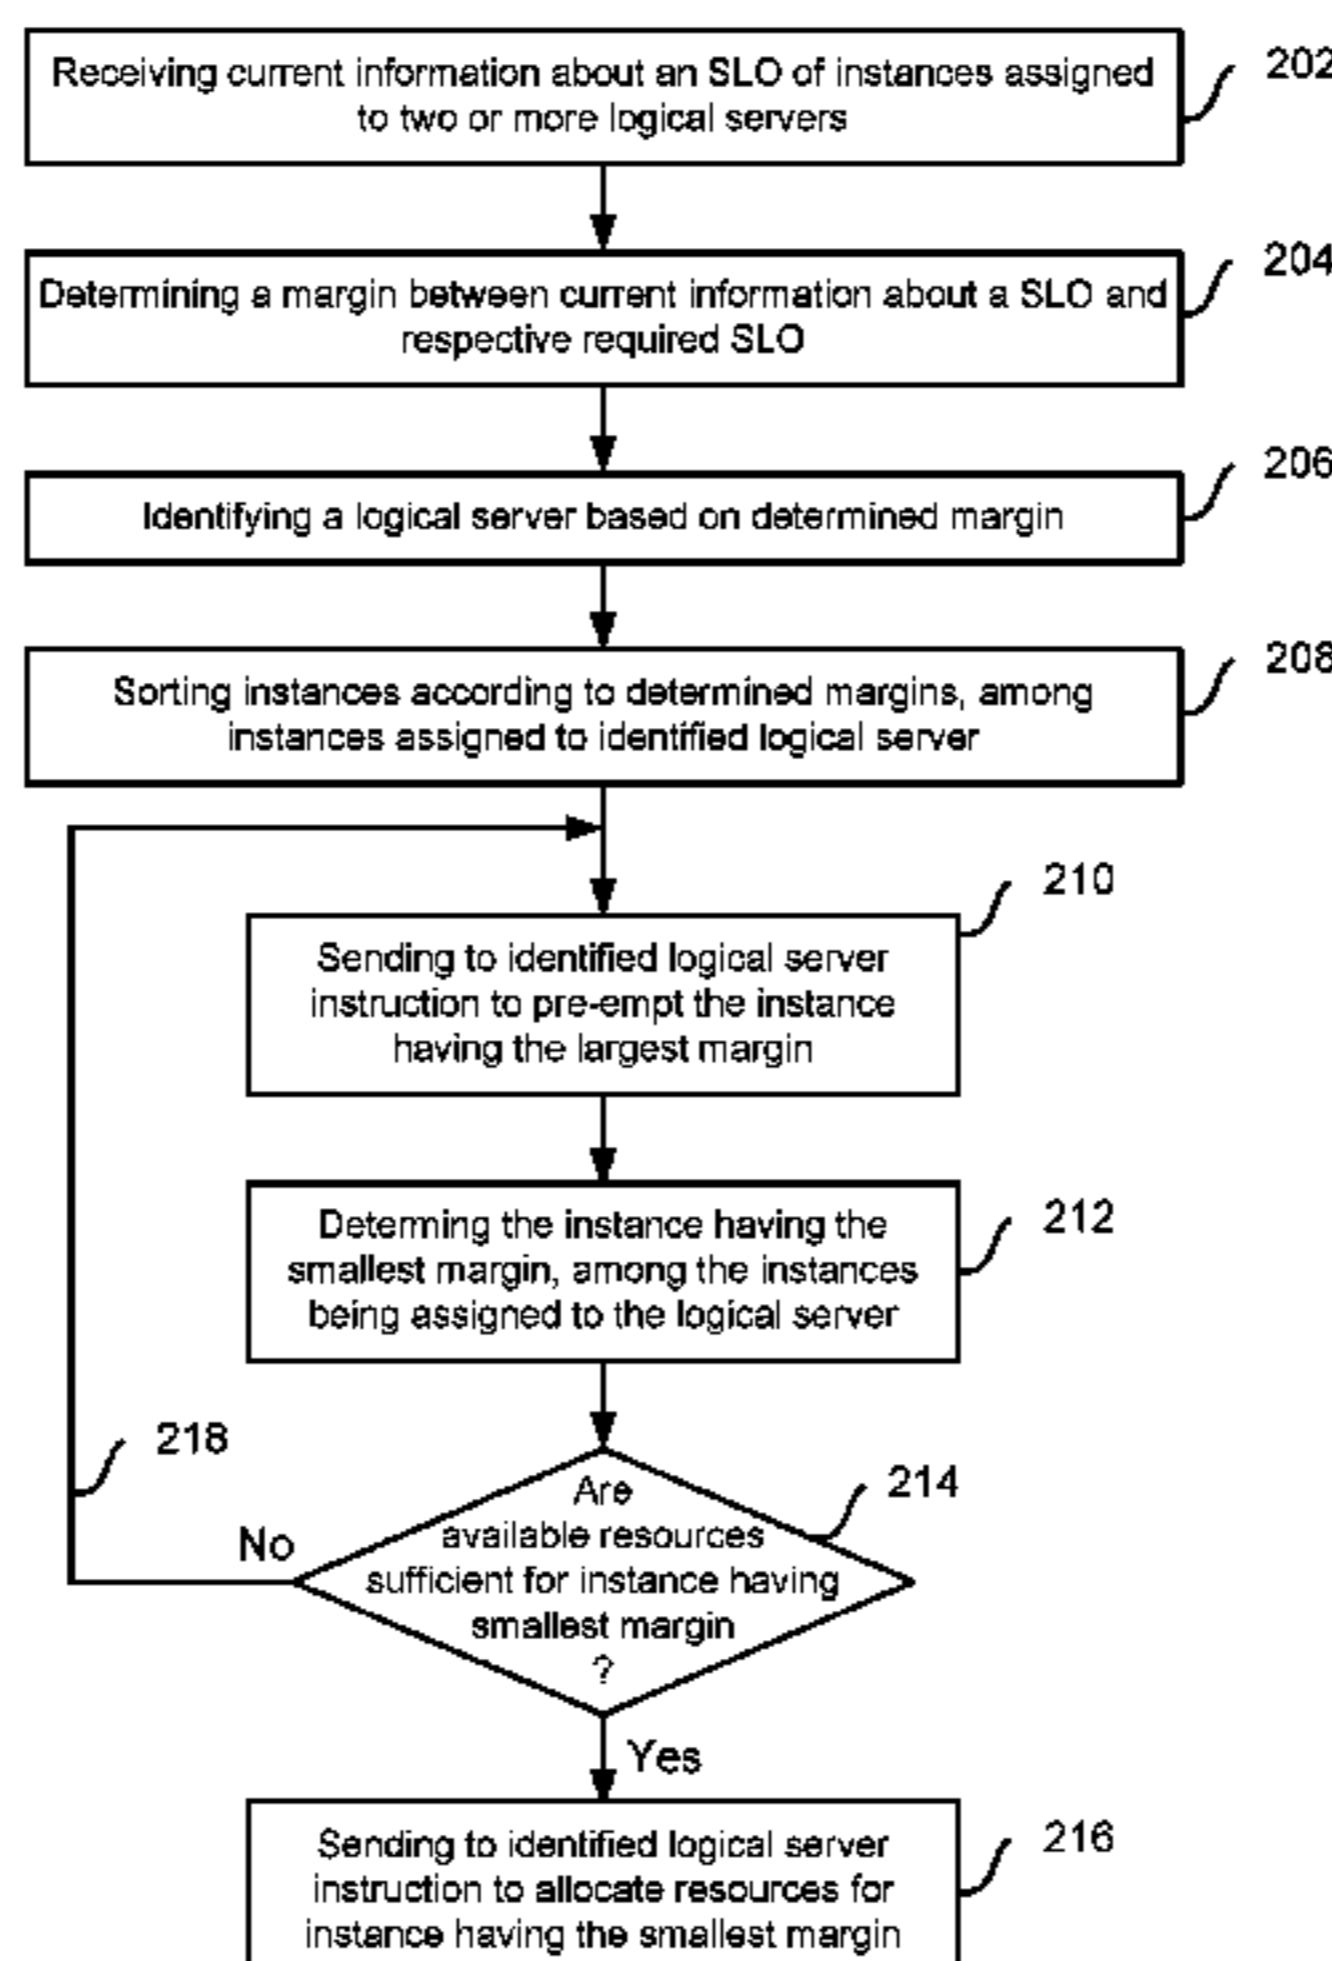 Receiving current information about an SLO of instances assigned
to two or more logical servers
202
Determining a margin between current information about a SLO and
respective required SLO
204
Identifying a logical server based on determined margin
206
Sorting instances according to determined margins, among
instances assigned to identified logical server
208
Sending to identified logical server
instruction to pre-empt the instance
having the largest margin
210
Determing the instance having the
smallest margin, among the instances
being assigned to the logical server
212
218
Are
available resources
sufficient for instance having
smallest margin
?
214
No
Yes
Sending to identified logical server
instruction to allocate resources for
instance having the smallest margin
216